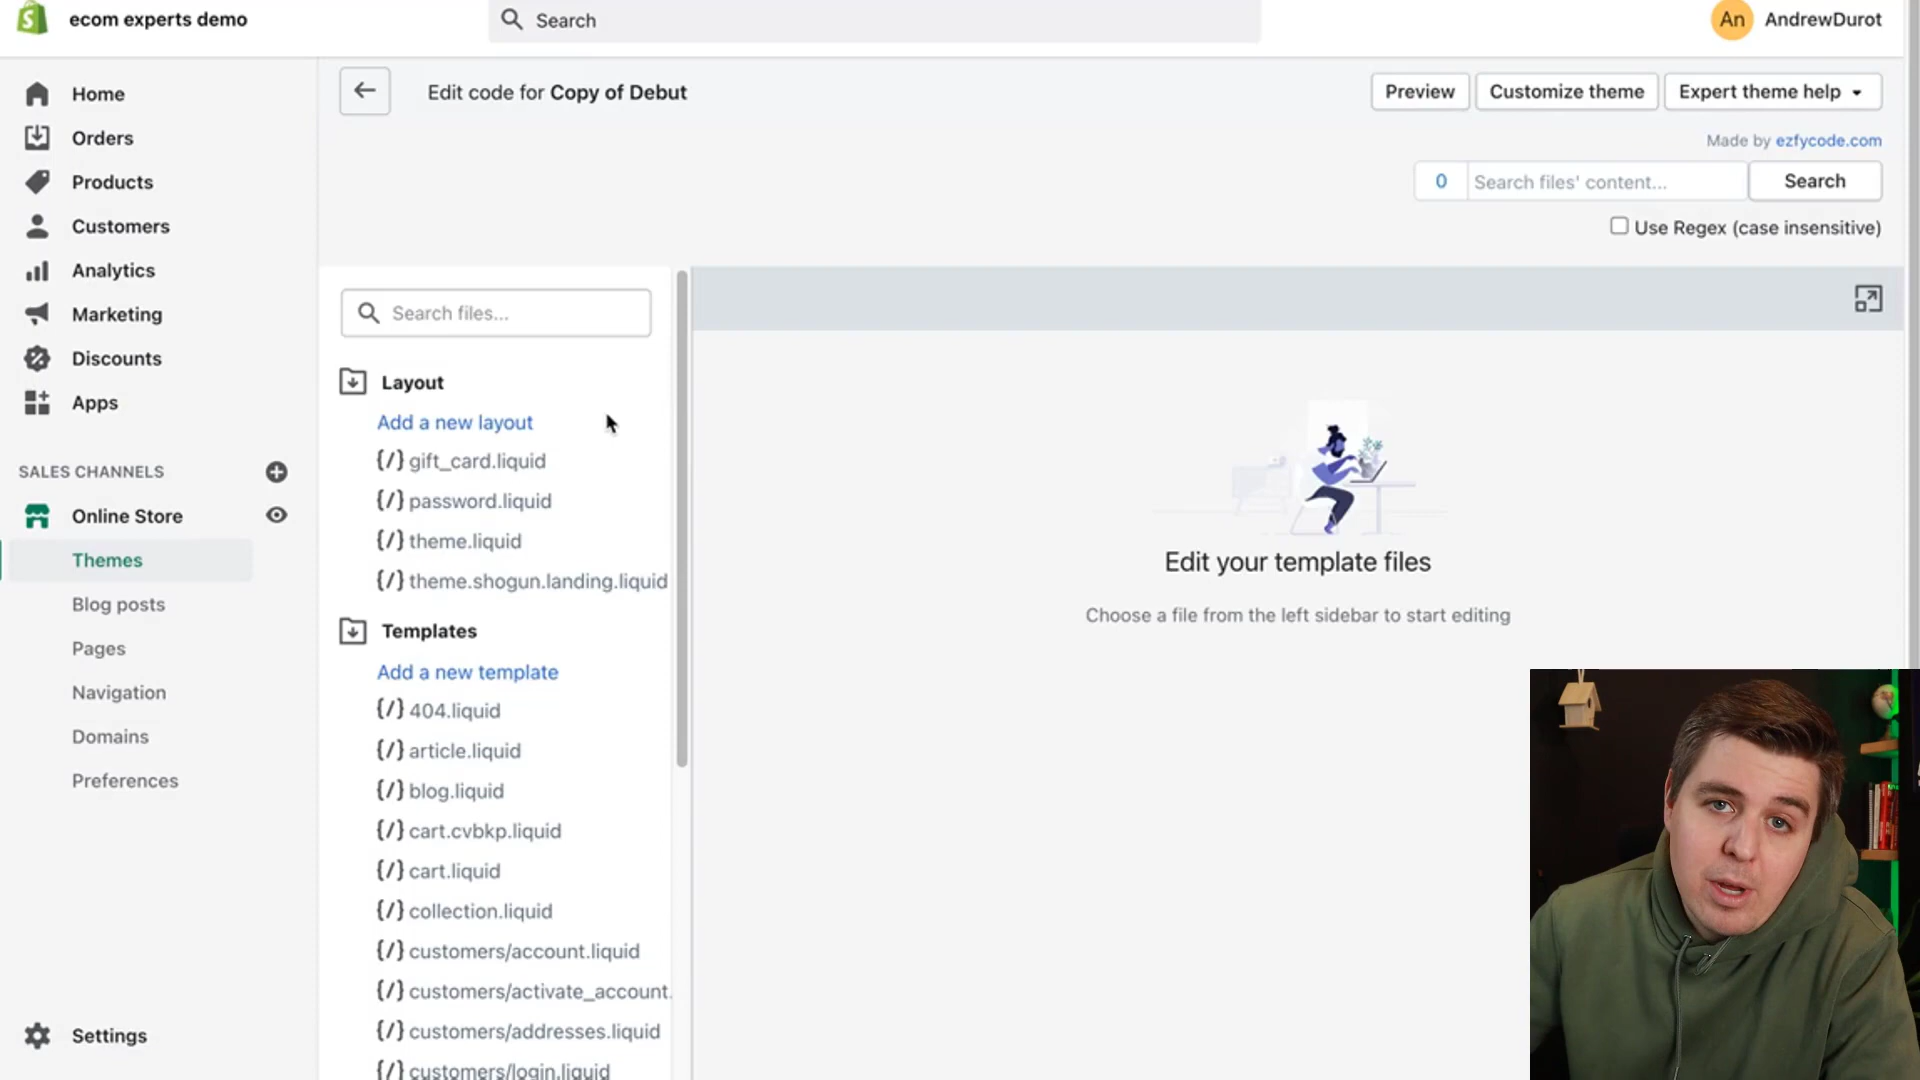 ecom experts demo
Search
An
AndrewDurot
Home
Orders
Products
Customers
Analytics
Marketing
Discounts
Apps
SALES CHANNELS
Online Store
Themes
Blog posts
Pages
Navigation
Domains
Preferences
Settings
Edit code for Copy of Debut
Preview
Customize theme
Expert theme help
Made by ezfycode.com
0
Search files' content...
Search
Use Regex (case insensitive)
Search files...
Layout
Add a new layout
{/} gift_card.liquid
{/} password.liquid
{/} theme.liquid
{/} theme.shogun.landing.liquid
Templates
Add a new template
{/} 404.liquid
{/} article.liquid
{/} blog.liquid
{/} cart.cvbkp.liquid
{/} cart.liquid
{/} collection.liquid
{/} customers/account.liquid
{/} customers/activate_account.
{/} customers/addresses.liquid
{/} customers/login.liquid
Edit your template files
Choose a file from the left sidebar to start editing